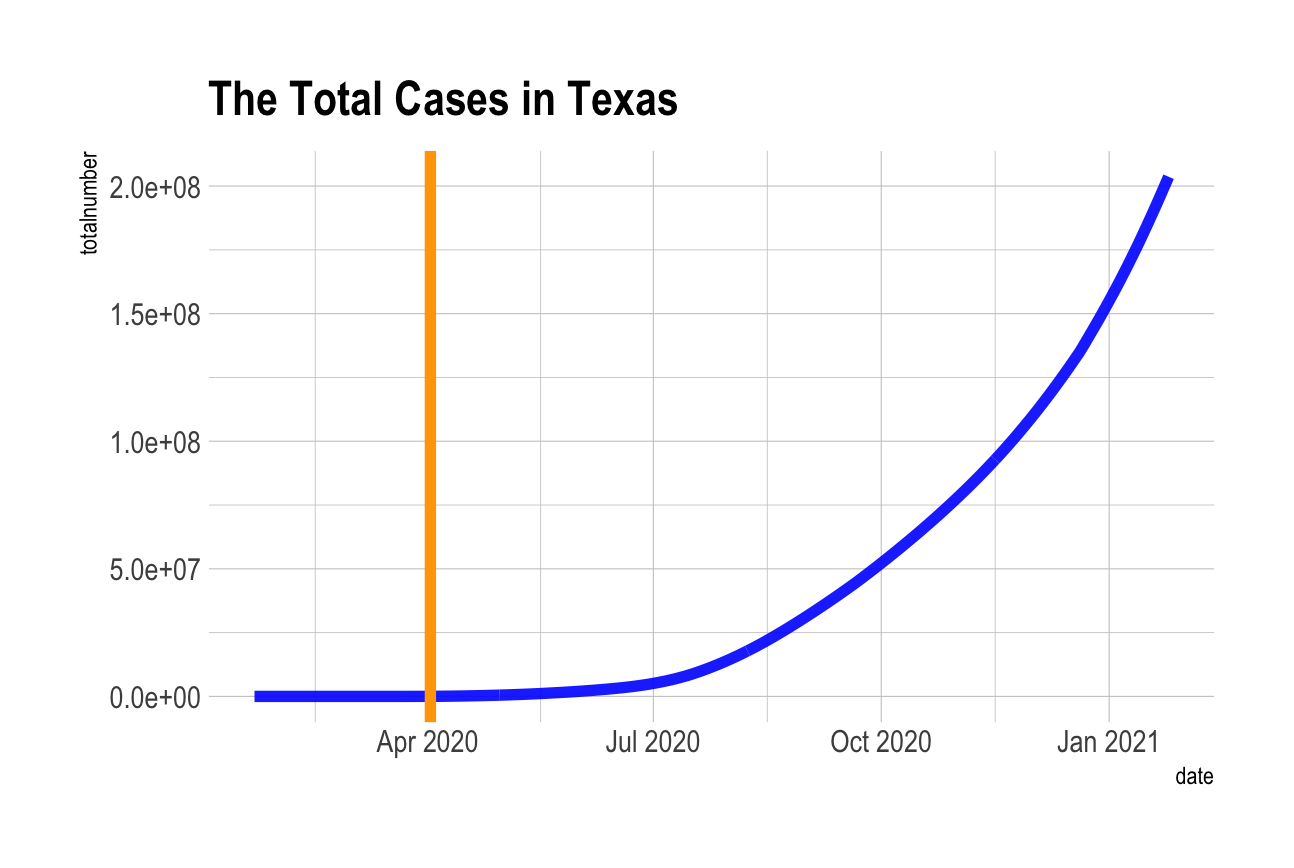 The Total Cases in Texas
totalnumber
2.0e+08
1.5e+08
1.0e+08
5.0e+07
0.0e+00
Apr 2020 Jul 2020 Oct 2020 Jan 2021
date